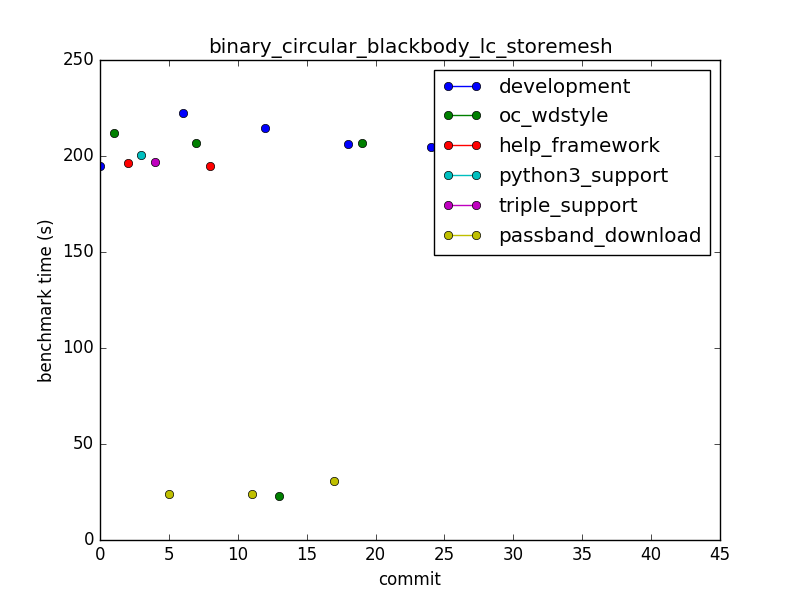 binary_circular_blackbody_lc_storemesh
250
200
150
100
50
0
benchmark time (s)
development
oc_wdstyle
help_framework
python3_support
triple_support
passband_download
0 5 10 15 20 25 30 35 40 45
commit